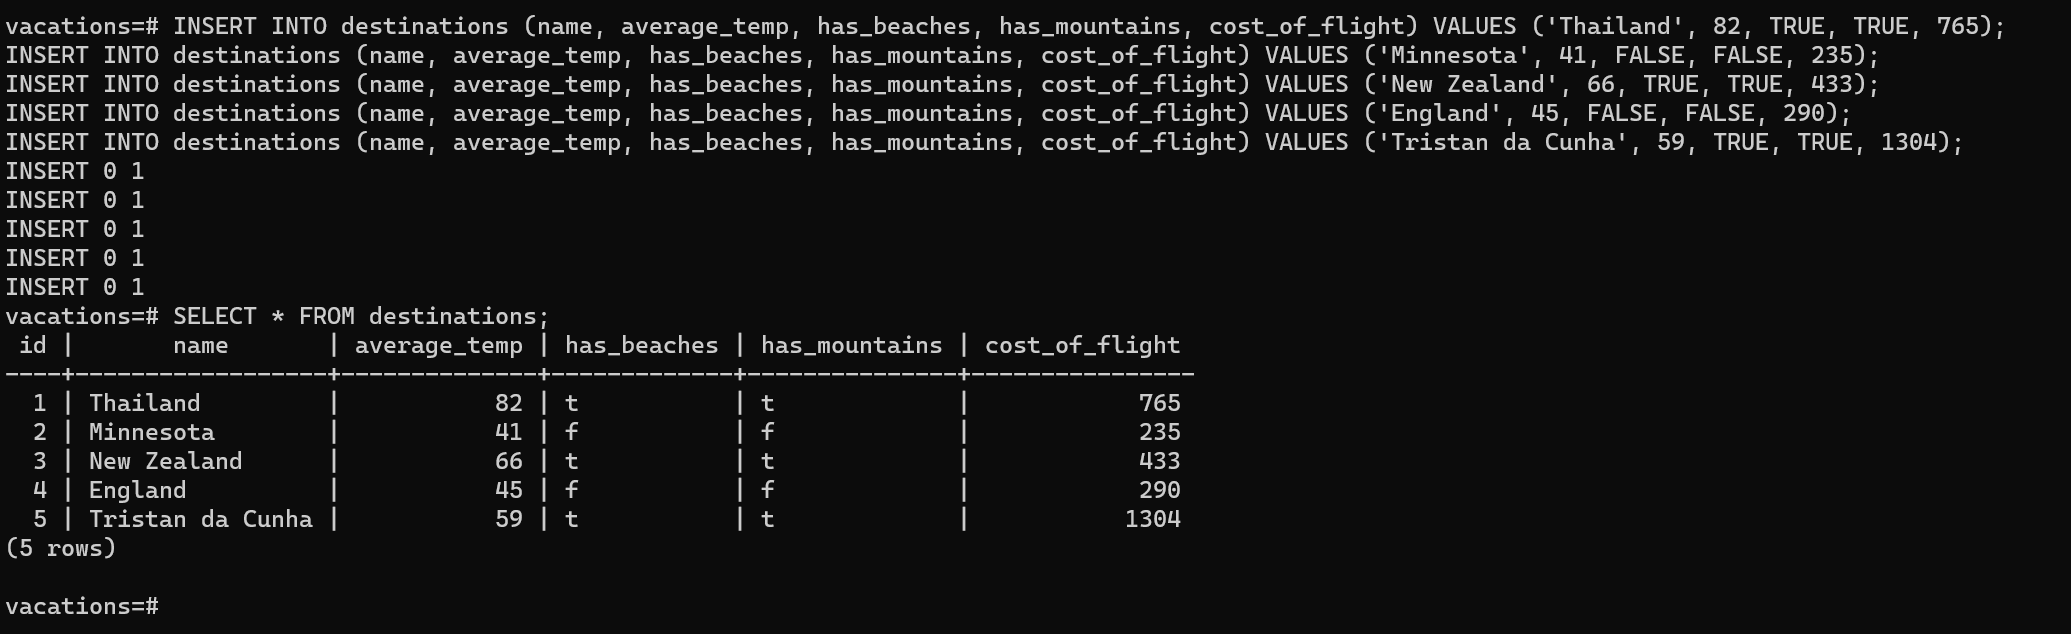 vacations=# INSERT INTO destinations (name, average_temp, has_beaches, has_mountains, cost_of_flight) VALUES ('Thailand', 82, TRUE, TRUE, 765);
INSERT INTO destinations (name, average_temp, has_beaches, has_mountains, cost_of_flight) VALUES ('Minnesota', 41, FALSE, FALSE, 235);
INSERT INTO destinations (name, average_temp, has_beaches, has_mountains, cost_of_flight) VALUES ('New Zealand', 66, TRUE, TRUE, 433);
INSERT INTO destinations (name, average_temp, has_beaches, has_mountains, cost_of_flight) VALUES ('England', 45, FALSE, FALSE, 290);
INSERT INTO destinations (name, average_temp, has_beaches, has_mountains, cost_of_flight) VALUES ('Tristan da Cunha', 59, TRUE, TRUE, 1304);
INSERT 0 1
INSERT 0 1
INSERT 0 1
INSERT 0 1
INSERT 0 1
vacations=# SELECT * FROM destinations;
 id |       name       | average_temp | has_beaches | has_mountains | cost_of_flight
----+------------------+--------------+-------------+---------------+----------------
  1 | Thailand         |           82 | t           | t             |            765
  2 | Minnesota        |           41 | f           | f             |            235
  3 | New Zealand      |           66 | t           | t             |            433
  4 | England          |           45 | f           | f             |            290
  5 | Tristan da Cunha |           59 | t           | t             |           1304
(5 rows)
vacations=#